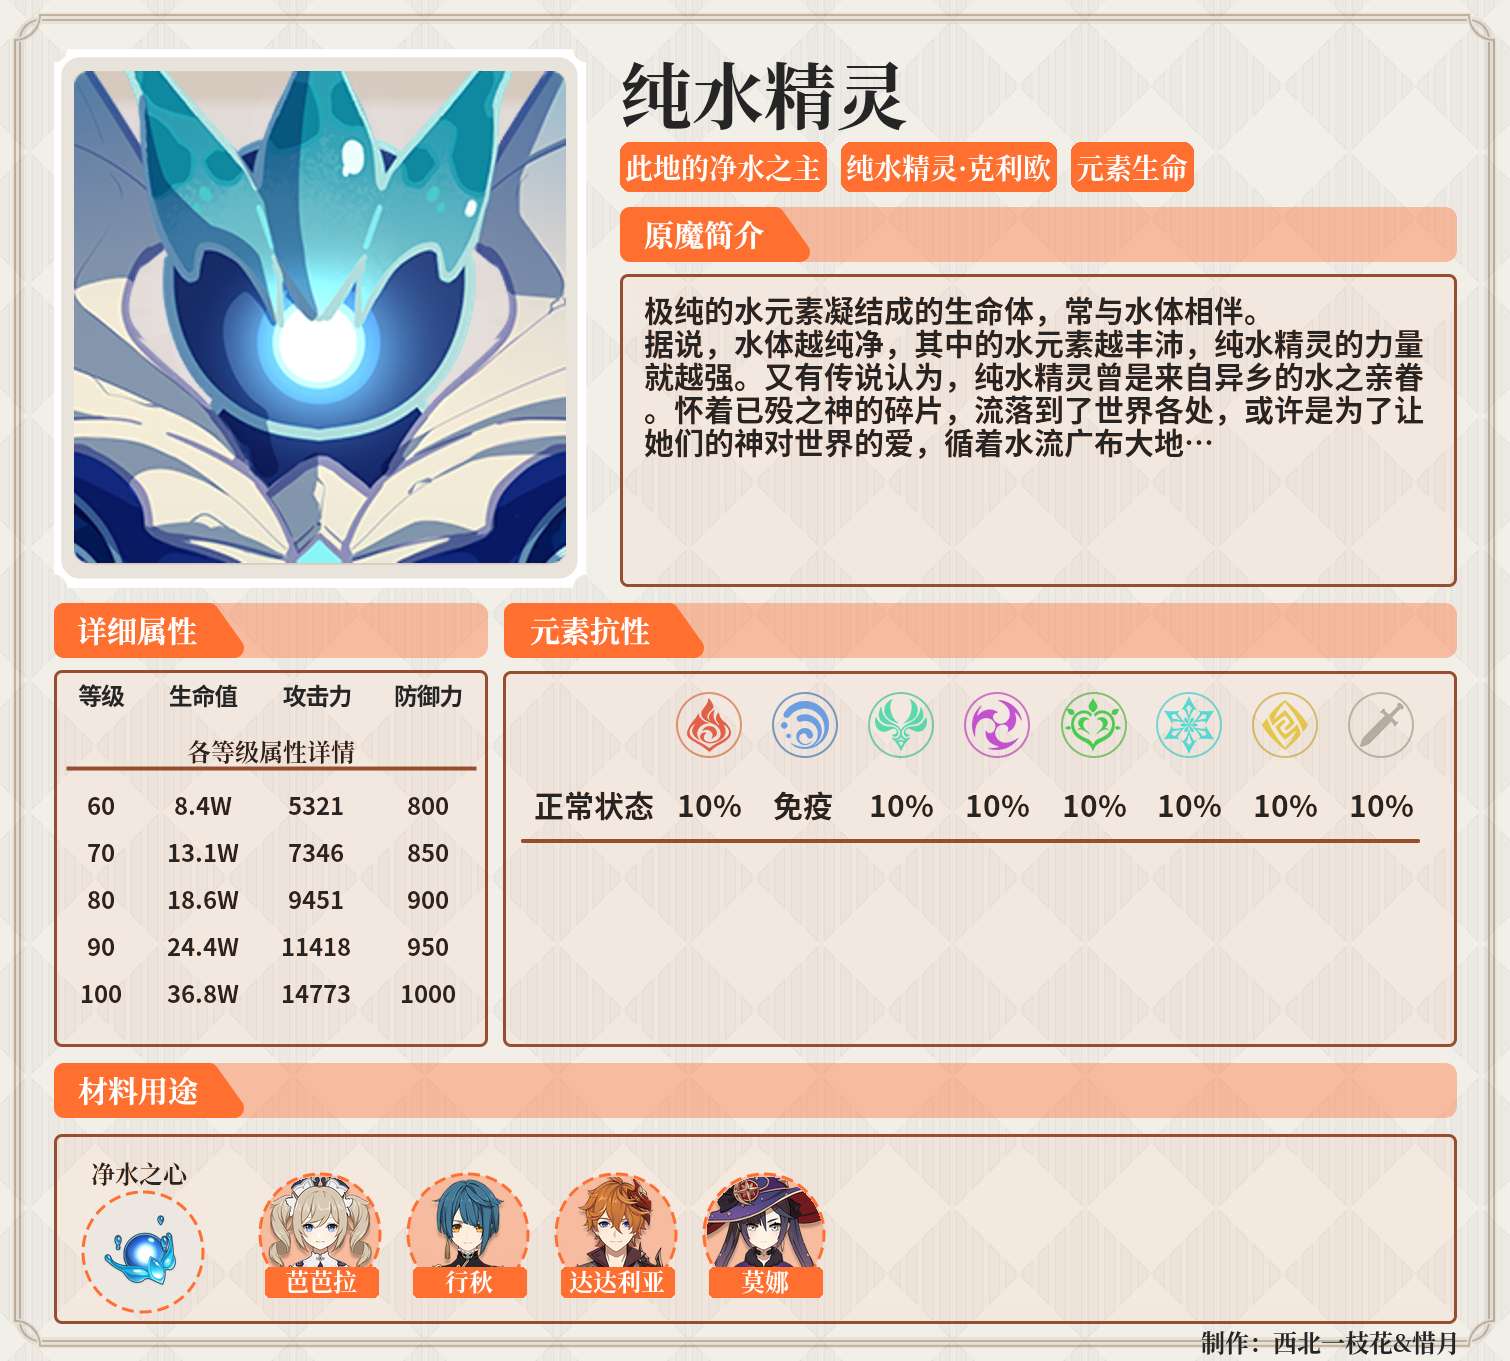 纯水精灵
此地的净水之主 纯水精灵·克利欧 元素生命
原魔简介
极纯的水元素凝结成的生命体，常与水体相伴。
据说，水体越纯净，其中的水元素越丰沛，纯水精灵的力量
就越强。又有传说认为，纯水精灵曾是来自异乡的水之亲眷
。怀着已殁之神的碎片，流落到了世界各处，或许是为了让
她们的神对世界的爱，循着水流广布大地…
详细属性
等级 生命值 攻击力 防御力
各等级属性详情
60 8.4W 5321 800
70 13.1W 7346 850
80 18.6W 9451 900
90 24.4W 11418 950
100 36.8W 14773 1000
元素抗性
正常状态 10% 免疫 10% 10% 10% 10% 10% 10%
材料用途
净水之心
芭芭拉 行秋 达达利亚 莫娜
制作：西北一枝花&惜月